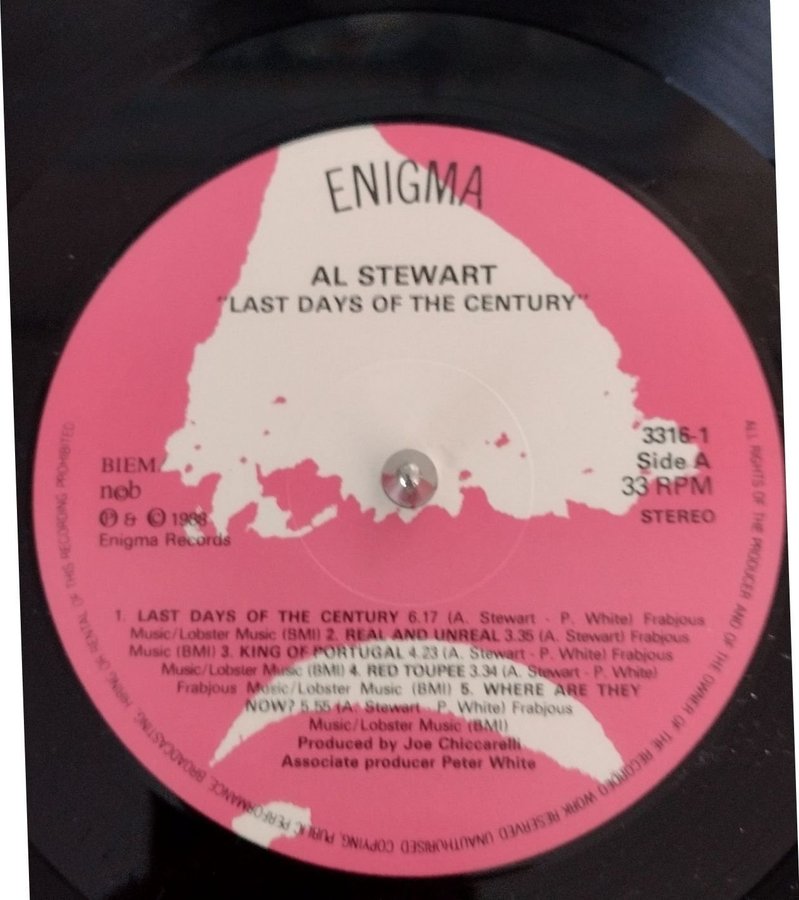 ENIGMA
AL STEWART
"LAST DAYS OF THE CENTURY"
3316-1
Side A
33 RPM
STEREO
BIEM
n©b
℗ & © 1988
Enigma Records
1. LAST DAYS OF THE CENTURY 6.17 (A. Stewart - P. White) Frabjous
Music/Lobster Music (BMI) 2. REAL AND UNREAL 3.35 (A. Stewart) Frabjous
Music (BMI) 3. KING OF PORTUGAL 4.23 (A. Stewart - P. White) Frabjous
Music/Lobster Music (BMI) 4. RED TOUPEE 3.34 (A. Stewart - P. White)
Frabjous Music/Lobster Music (BMI) 5. WHERE ARE THEY
NOW? 5.55 (A. Stewart - P. White) Frabjous
Music/Lobster Music (BMI)
Produced by Joe Chiccarelli
Associate producer Peter White
ALL RIGHTS OF THE PRODUCER AND OF THE OWNER OF THE RECORDED WORK RESERVED UNAUTHORISED COPYING, PUBLIC PERFORMANCE, BROADCASTING, HIRING OR RENTAL OF THIS RECORDING PROHIBITED